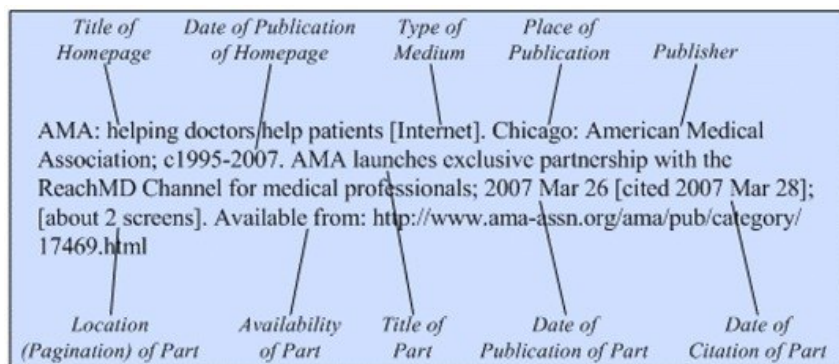 Title of Date of Publication Type of Place of
Homepage of Homepage Medium Publication Publisher
AMA: helping doctors help patients [Internet]. Chicago: American Medical
Association; c1995-2007. AMA launches exclusive partnership with the
ReachMD Channel for medical professionals; 2007 Mar 26 [cited 2007 Mar 28];
[about 2 screens]. Available from: http://www.ama-assn.org/ama/pub/category/
17469.html
Location Availability Title of Date of Date of
(Pagination) of Part of Part Part Publication of Part Citation of Part